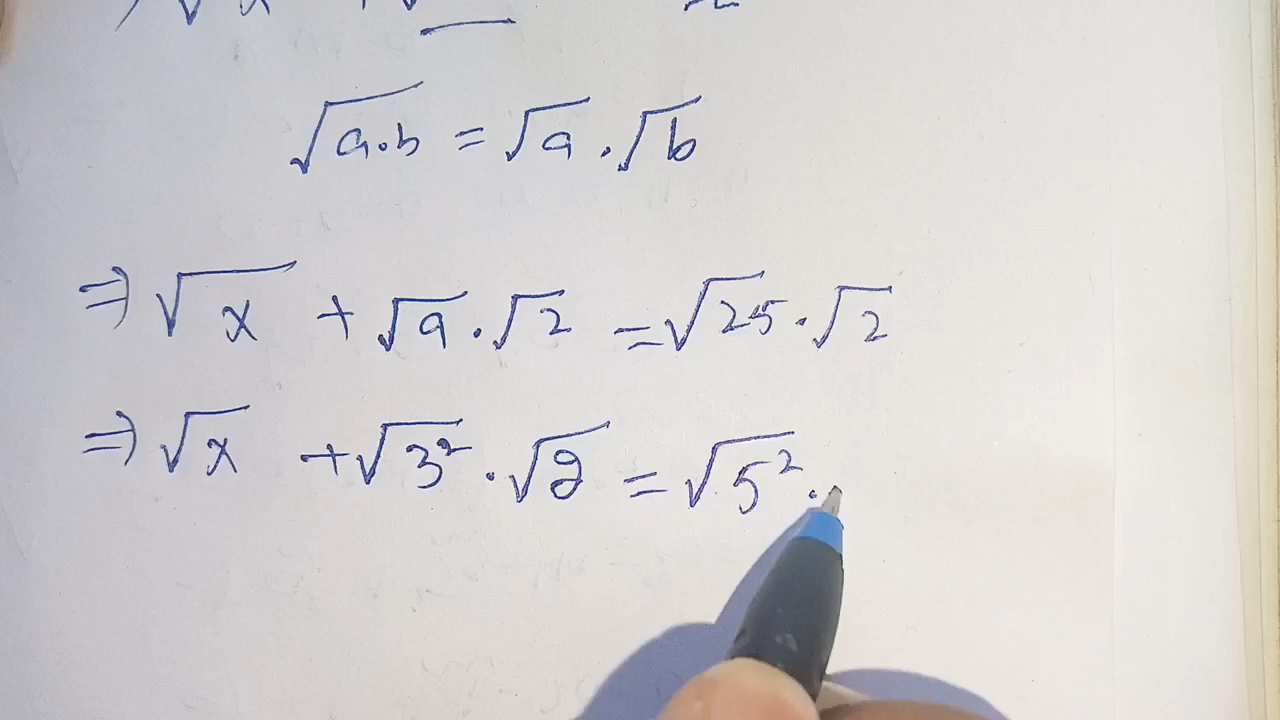 √(a.b) = √a . √b
⇒ √x + √9 . √2 = √25 . √2
⇒ √x + √3² . √2 = √5² .